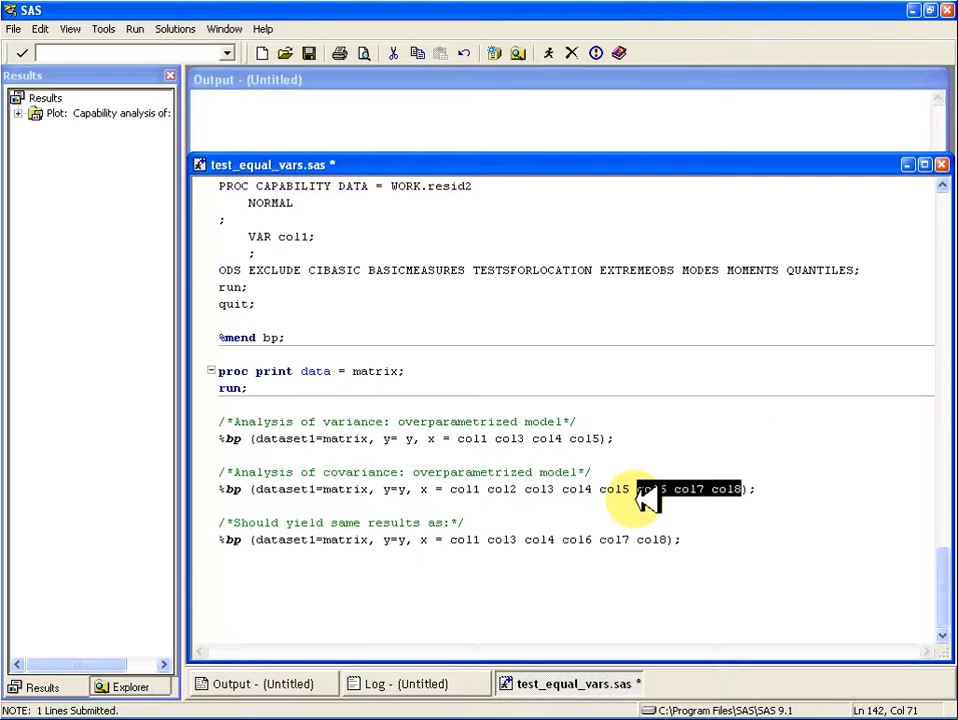 SAS
File Edit View Tools Run Solutions Window Help
Results
Results
Plot: Capability analysis of:
Output - (Untitled)
test_equal_vars.sas *
PROC CAPABILITY DATA = WORK.resid2
NORMAL
;
VAR col1;
;
ODS EXCLUDE CIBASIC BASICMEASURES TESTSFORLOCATION EXTREMEOBS MODES MOMENTS QUANTILES;
run;
quit;
%mend bp;
proc print data = matrix;
run;
/*Analysis of variance: overparametrized model*/
%bp (dataset1=matrix, y= y, x = col1 col3 col4 col5);
/*Analysis of covariance: overparametrized model*/
%bp (dataset1=matrix, y=y, x = col1 col2 col3 col4 col5 col6 col7 col8);
/*Should yield same results as:*/
%bp (dataset1=matrix, y=y, x = col1 col3 col4 col6 col7 col8);
Results Explorer
Output - (Untitled) Log - (Untitled) test_equal_vars.sas *
NOTE: 1 Lines Submitted. C:\Program Files\SAS\SAS 9.1 Ln 142, Col 71